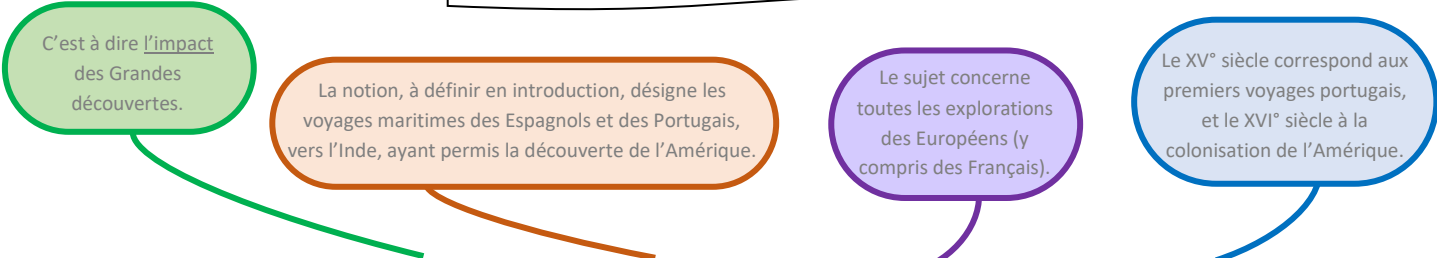 C'est à dire l'impact
des Grandes
découvertes.
La notion, à définir en introduction, désigne les
voyages maritimes des Espagnols et des Portugais,
vers l'Inde, ayant permis la découverte de l'Amérique.
Le sujet concerne
toutes les explorations
des Européens (y
compris des Français).
Le XV° siècle correspond aux
premiers voyages portugais,
et le XVI° siècle à la
colonisation de l'Amérique.